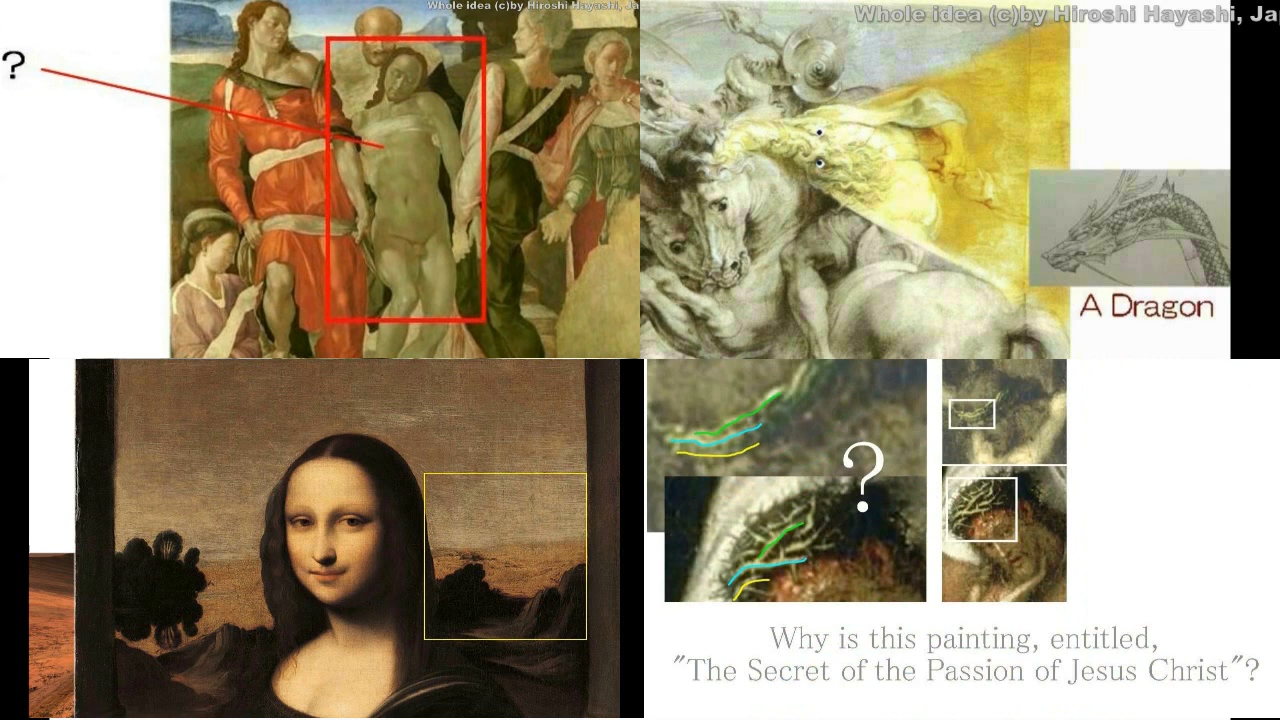 Whole idea (c)by Hiroshi Hayashi, Ja
?
Whole idea (c)by Hiroshi Hayashi, Ja
A Dragon
?
Why is this painting, entitled,
"The Secret of the Passion of Jesus Christ"?